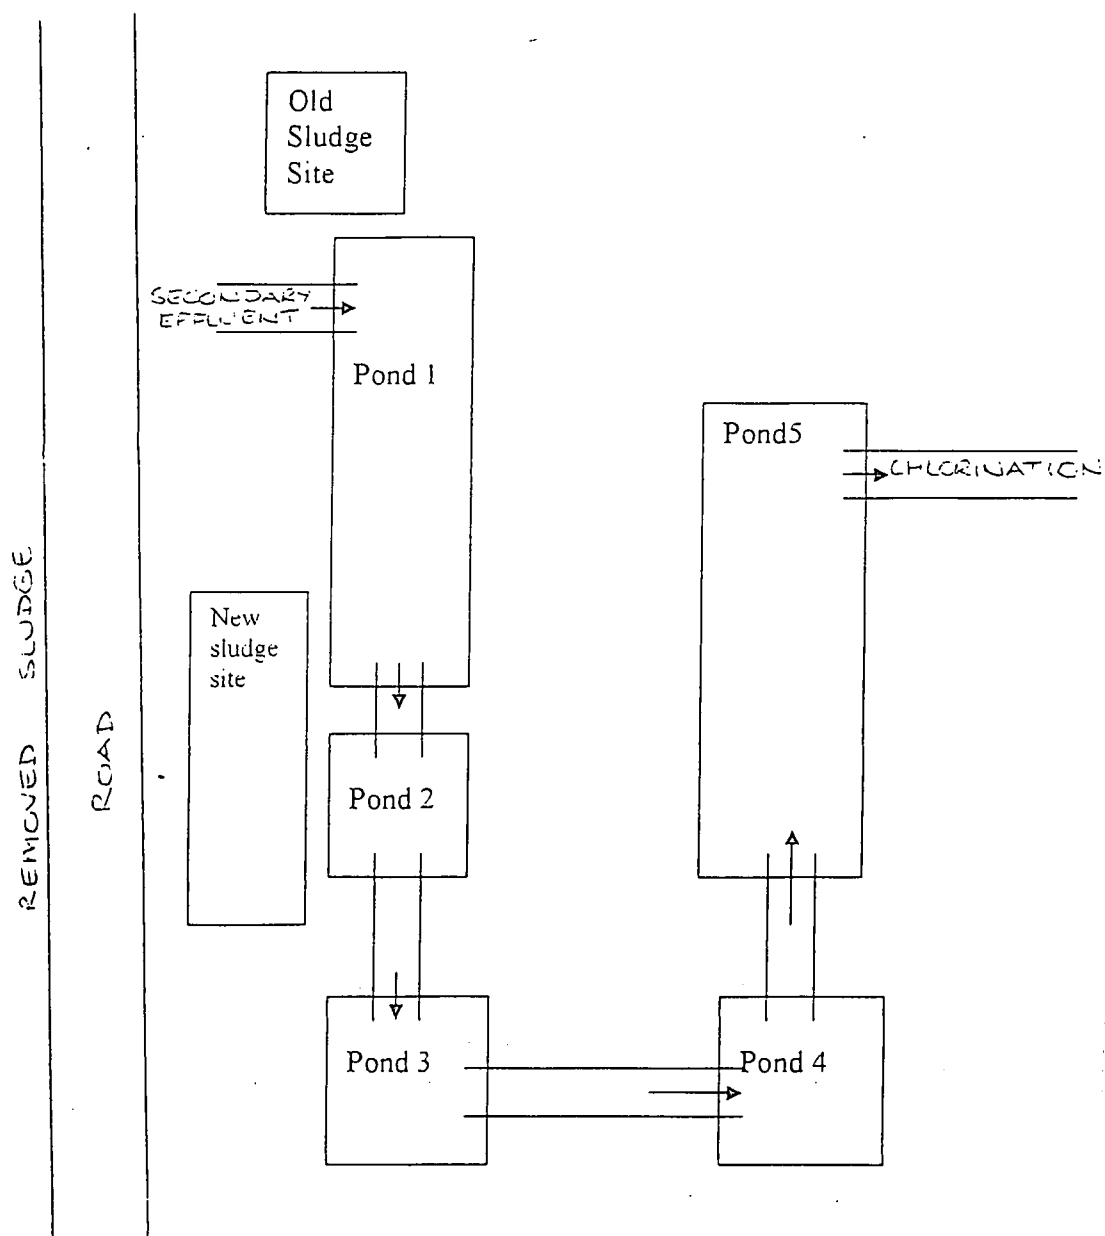 Old
Sludge
Site
SECONDARY
EFFLUENT
Pond 1
Pond5
CHLORINATION
New
sludge
site
REMOVED SLUDGE
ROAD
Pond 2
Pond 3
Pond 4